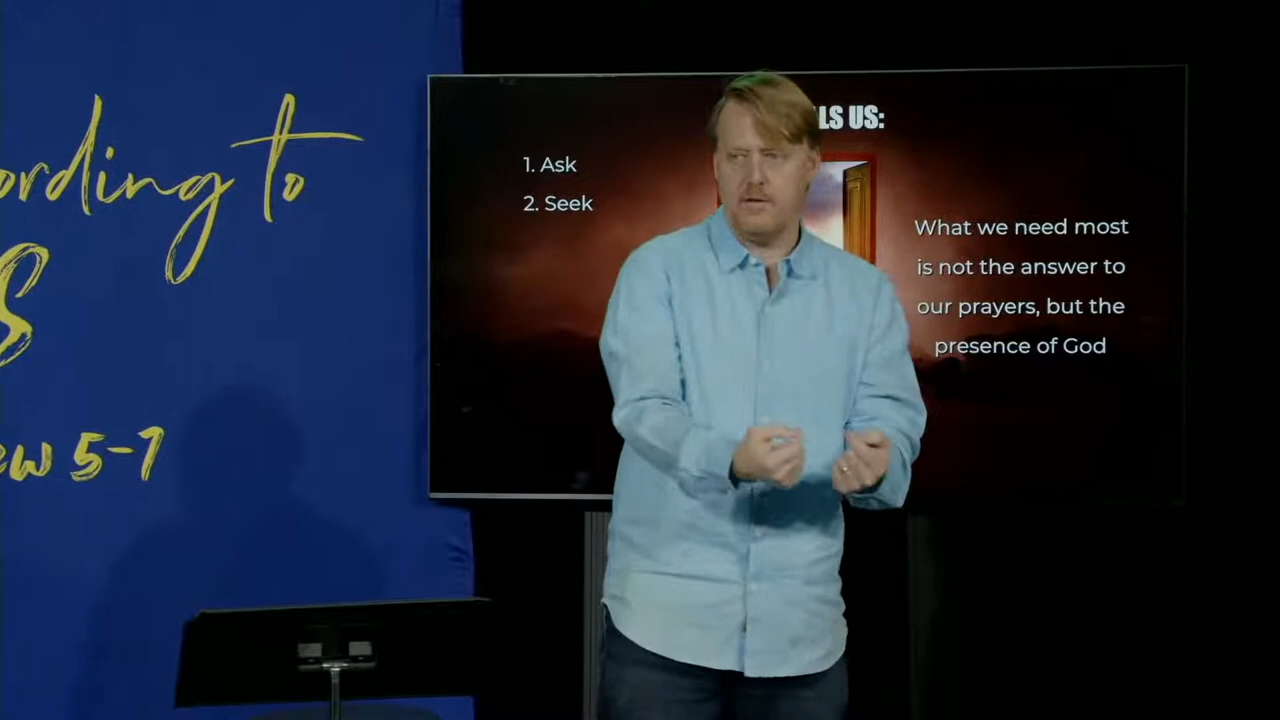 ording to
S
ew 5-7
LS US:
1. Ask
2. Seek
What we need most
is not the answer to
our prayers, but the
presence of God